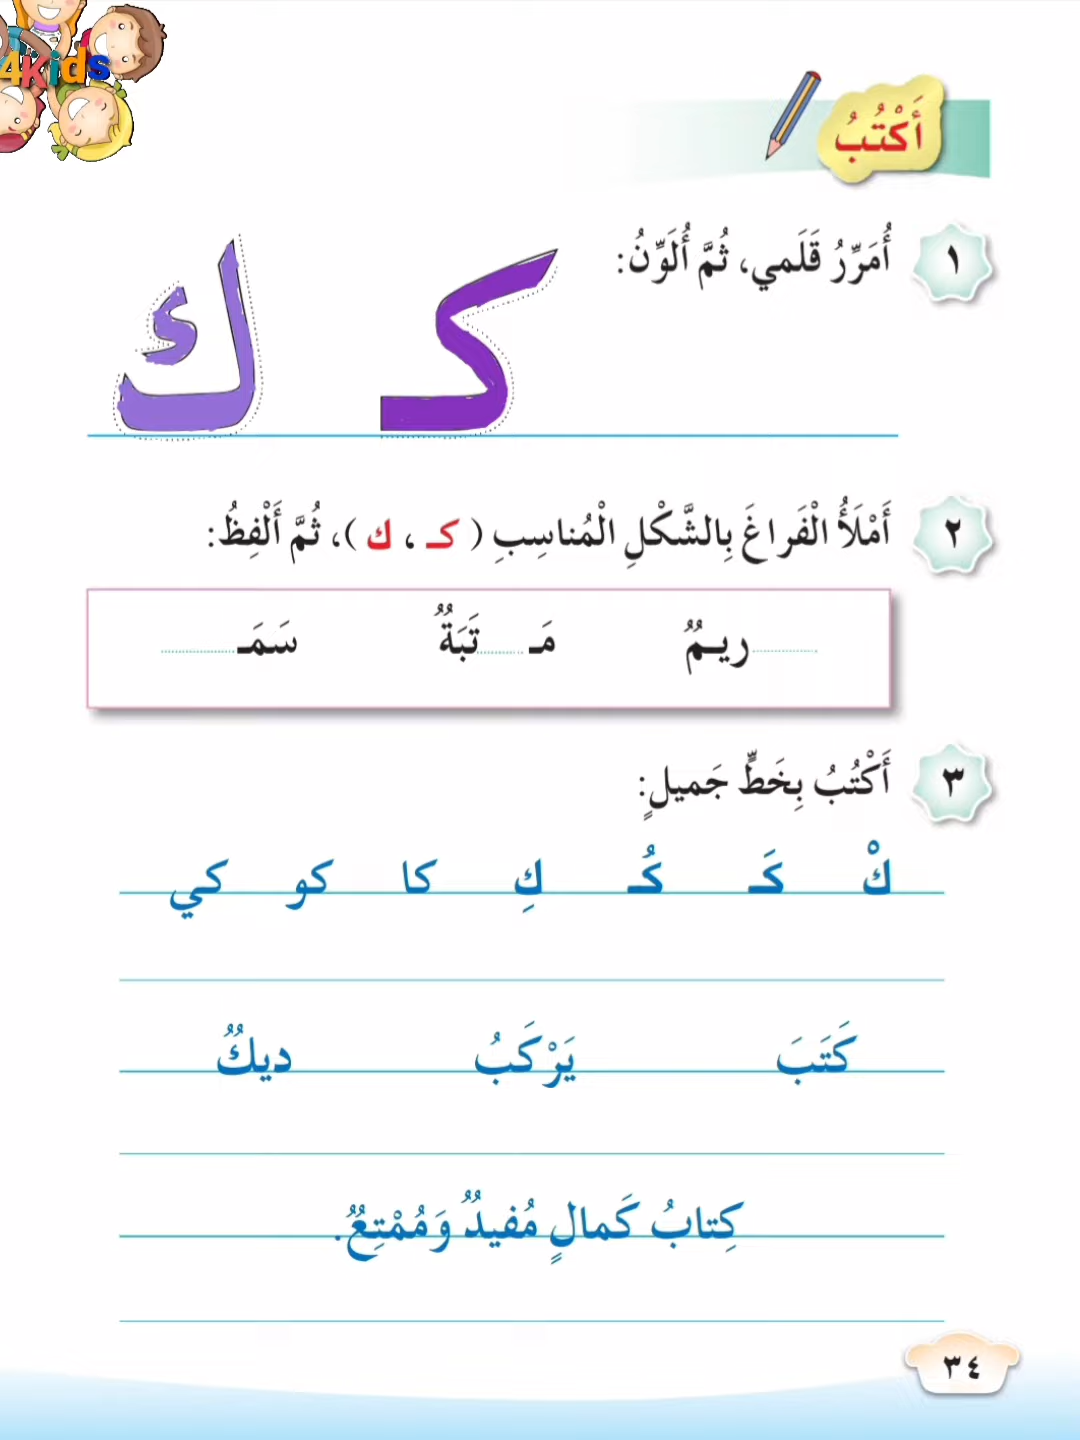 4kids
أَكْتُبُ
١ أُمَرِّرُ قَلَمي، ثُمَّ أُلَوِّنُ:
كـ ك
٢ أَمْلَأُ الْفَراغَ بِالشَّكْلِ الْمُناسِبِ ( كـ ، ك )، ثُمَّ أَلْفِظُ:
..........ريـمٌ مَـ ..........تَبَةٌ سَمَـ..........
٣ أَكْتُبُ بِخَطٍّ جَميلٍ:
كْ كَـ كُـ كِ كا كو كي
كَتَبَ يَرْكَبُ ديكٌ
كِتابُ كَمالٍ مُفيدٌ وَمُمْتِعٌ.
٣٤